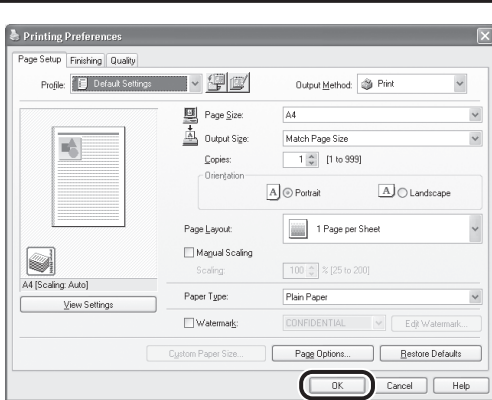 Printing Preferences
Page Setup Finishing Quality
Profile: Default Settings Output Method: Print
Page Size: A4
Output Size: Match Page Size
Copies: 1 [1 to 999]
Orientation
A Portrait A Landscape
Page Layout: 1 Page per Sheet
Manual Scaling
Scaling: 100 % [25 to 200]
A4 [Scaling: Auto]
View Settings
Paper Type: Plain Paper
Watermark: CONFIDENTIAL Edit Watermark...
Custom Paper Size... Page Options... Restore Defaults
OK Cancel Help